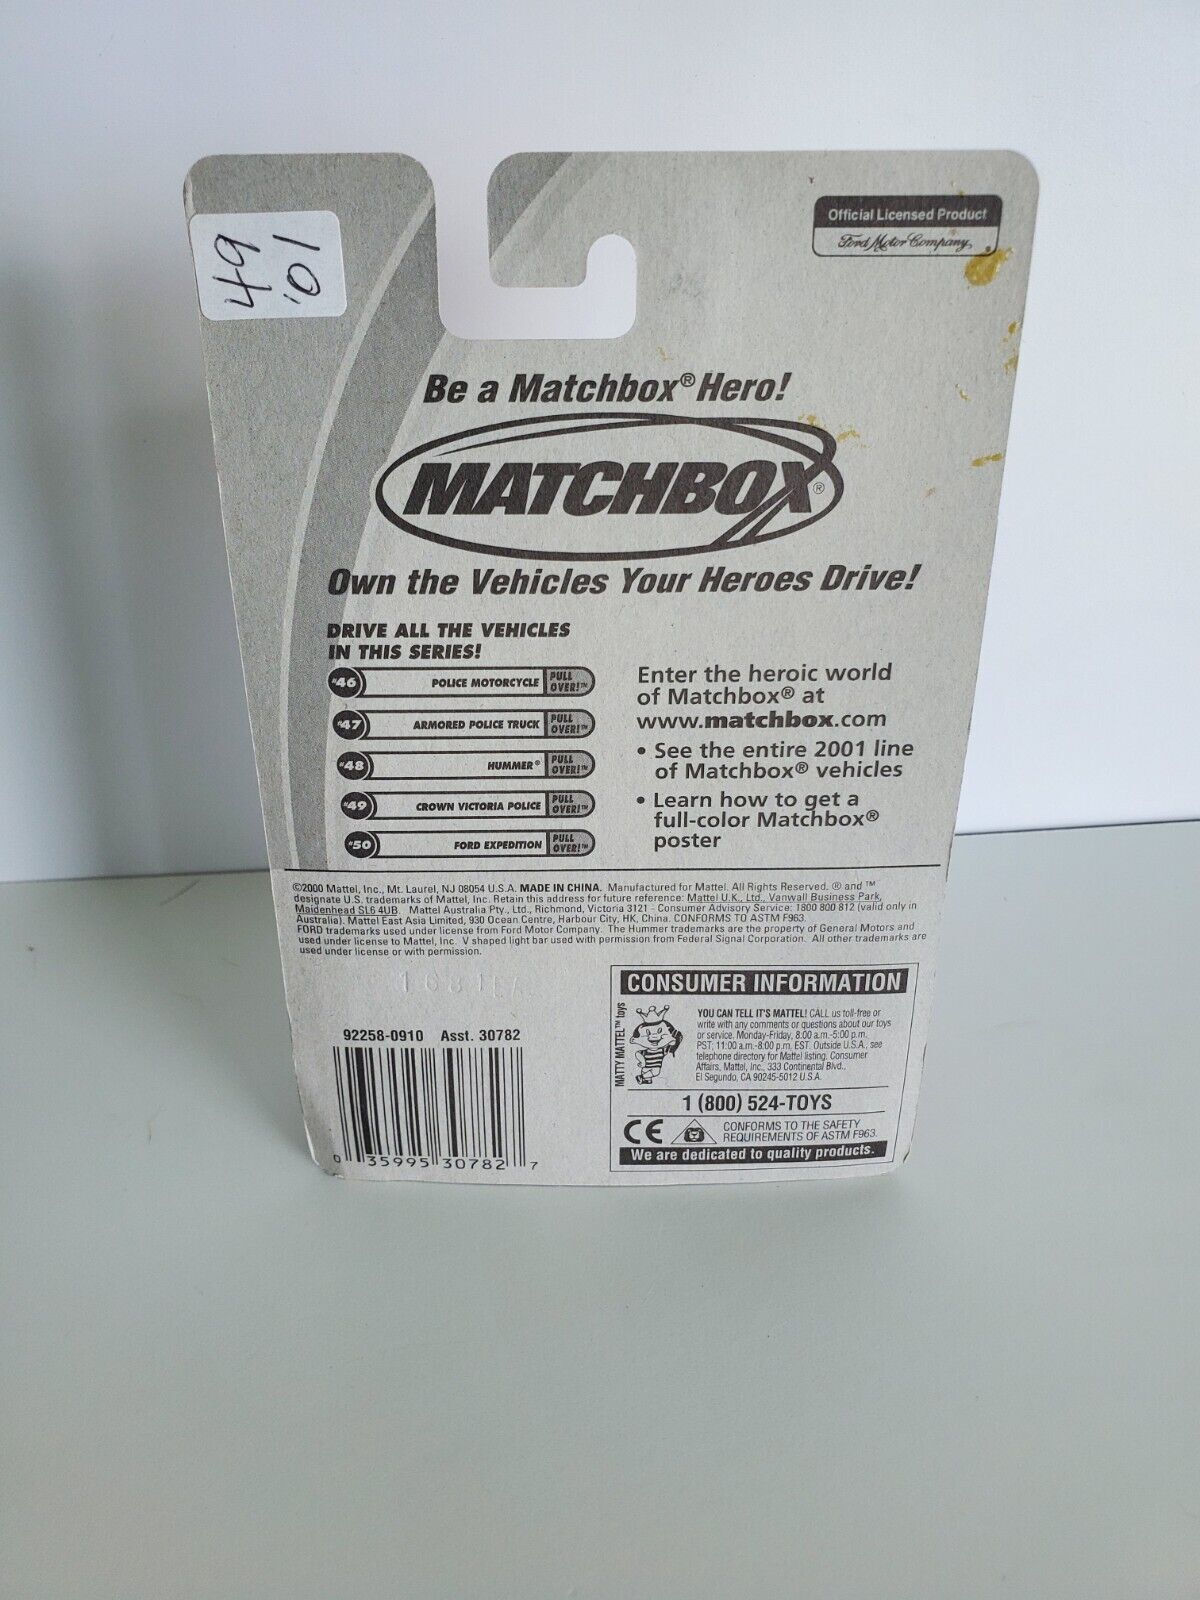 49
'01
Official Licensed Product
Ford Motor Company
Be a Matchbox® Hero!
MATCHBOX®
Own the Vehicles Your Heroes Drive!
DRIVE ALL THE VEHICLES
IN THIS SERIES!
#46 POLICE MOTORCYCLE PULL OVER!™
#47 ARMORED POLICE TRUCK PULL OVER!™
#48 HUMMER® PULL OVER!™
#49 CROWN VICTORIA POLICE PULL OVER!™
#50 FORD EXPEDITION PULL OVER!™
Enter the heroic world
of Matchbox® at
www.matchbox.com
• See the entire 2001 line
of Matchbox® vehicles
• Learn how to get a
full-color Matchbox®
poster
©2000 Mattel, Inc., Mt. Laurel, NJ 08054 U.S.A. MADE IN CHINA. Manufactured for Mattel. All Rights Reserved. ® and ™
designate U.S. trademarks of Mattel, Inc. Retain this address for future reference: Mattel U.K., Ltd., Vanwall Business Park,
Maidenhead SL6 4UB. Mattel Australia Pty., Ltd., Richmond, Victoria 3121 - Consumer Advisory Service: 1800 800 812 (valid only in
Australia). Mattel East Asia Limited, 930 Ocean Centre, Harbour City, HK, China. CONFORMS TO ASTM F963.
FORD trademarks used under license from Ford Motor Company. The Hummer trademarks are the property of General Motors and
used under license to Mattel, Inc. V shaped light bar used with permission from Federal Signal Corporation. All other trademarks are
used under license or with permission.
92258-0910 Asst. 30782
0 35995 30782 7
CONSUMER INFORMATION
MATTY MATTEL™ toys
YOU CAN TELL IT'S MATTEL! CALL us toll-free or
write with any comments or questions about our toys
or service. Monday-Friday, 8:00 a.m.-5:00 p.m.
PST; 11:00 a.m.-8:00 p.m. EST. Outside U.S.A., see
telephone directory for Mattel listing. Consumer
Affairs, Mattel, Inc., 333 Continental Blvd.,
El Segundo, CA 90245-5012 U.S.A.
1 (800) 524-TOYS
CE
CONFORMS TO THE SAFETY
REQUIREMENTS OF ASTM F963.
We are dedicated to quality products.